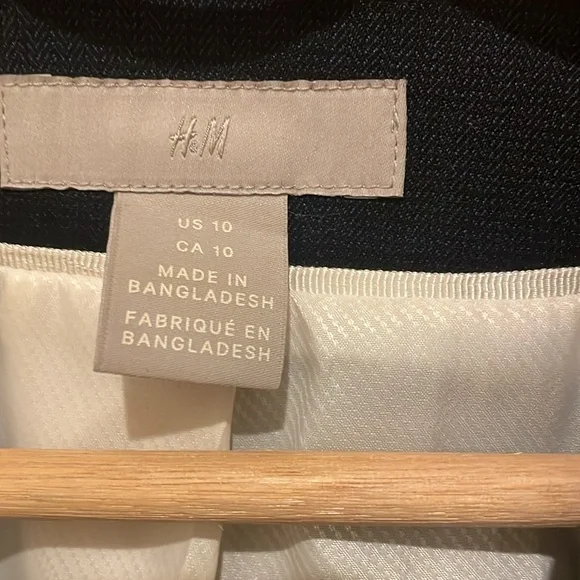 H&M
US 10
CA 10
MADE IN
BANGLADESH
FABRIQUÉ EN
BANGLADESH